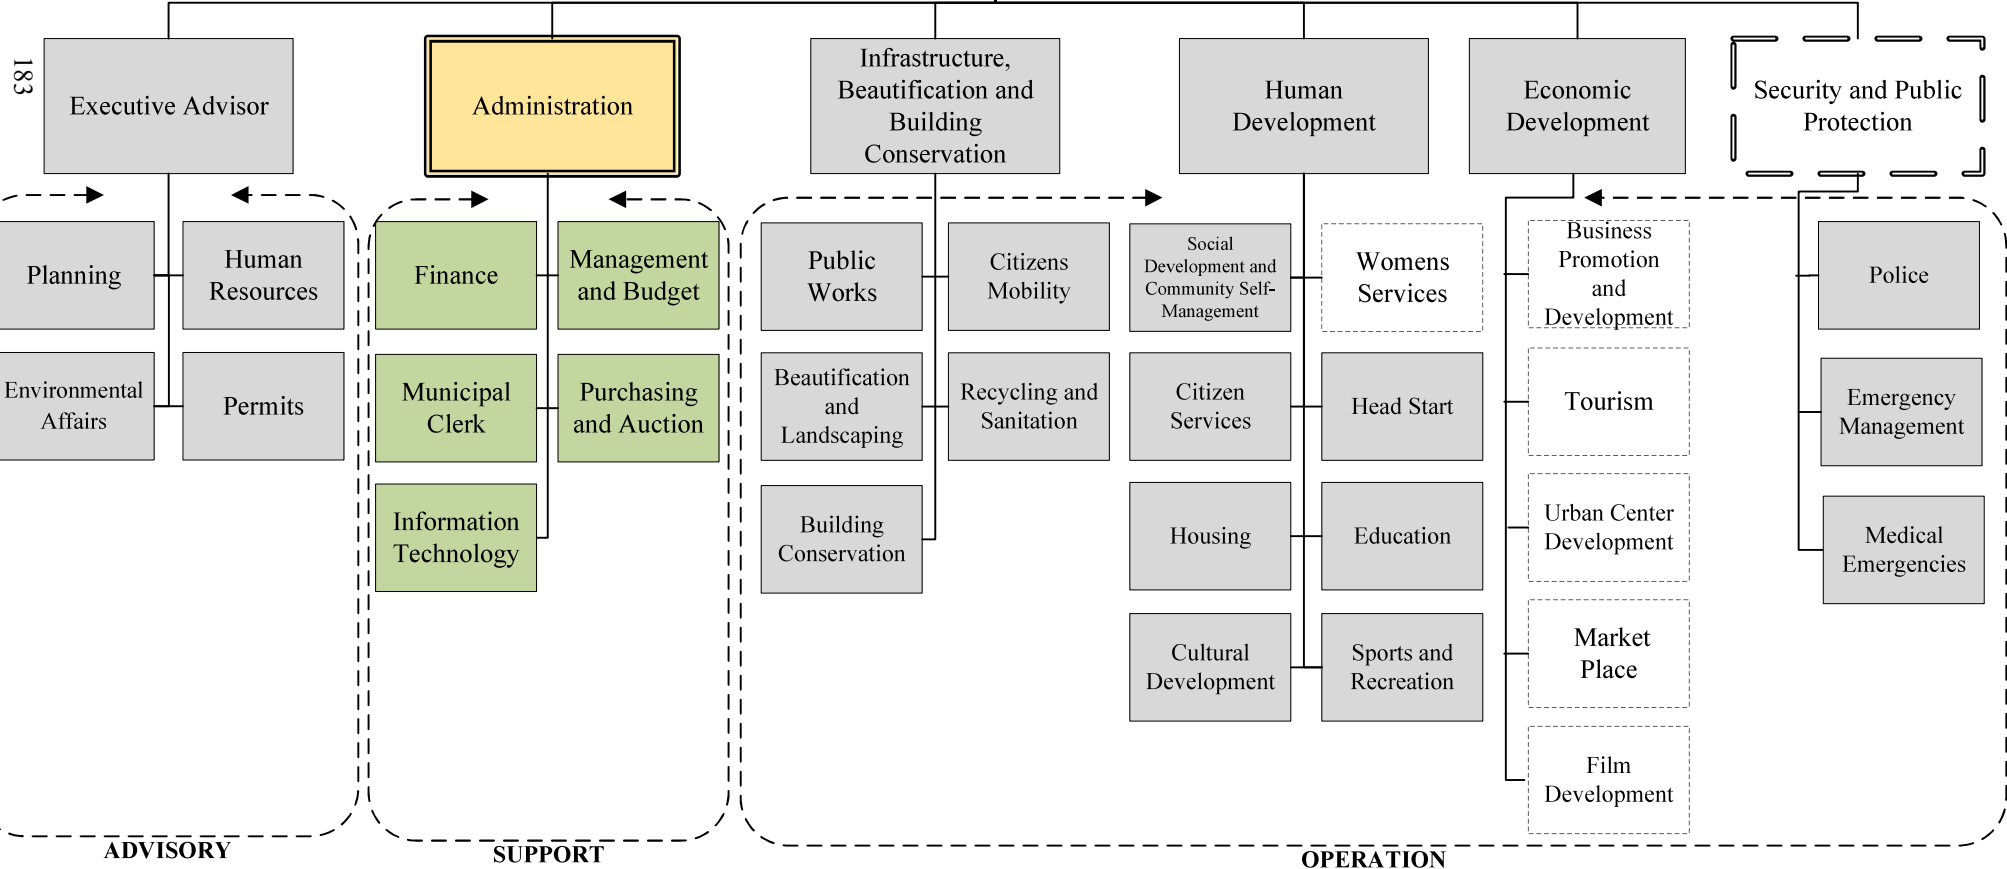 183
Executive Advisor
Administration
Infrastructure,
Beautification and
Building
Conservation
Human
Development
Economic
Development
Security and Public
Protection
Planning
Human
Resources
Environmental
Affairs
Permits
Finance
Management
and Budget
Municipal
Clerk
Purchasing
and Auction
Information
Technology
Public
Works
Citizens
Mobility
Beautification
and
Landscaping
Recycling and
Sanitation
Building
Conservation
Social
Development and
Community Self-
Management
Womens
Services
Citizen
Services
Head Start
Housing
Education
Cultural
Development
Sports and
Recreation
Business
Promotion
and
Development
Tourism
Urban Center
Development
Market
Place
Film
Development
Police
Emergency
Management
Medical
Emergencies
ADVISORY
SUPPORT
OPERATION